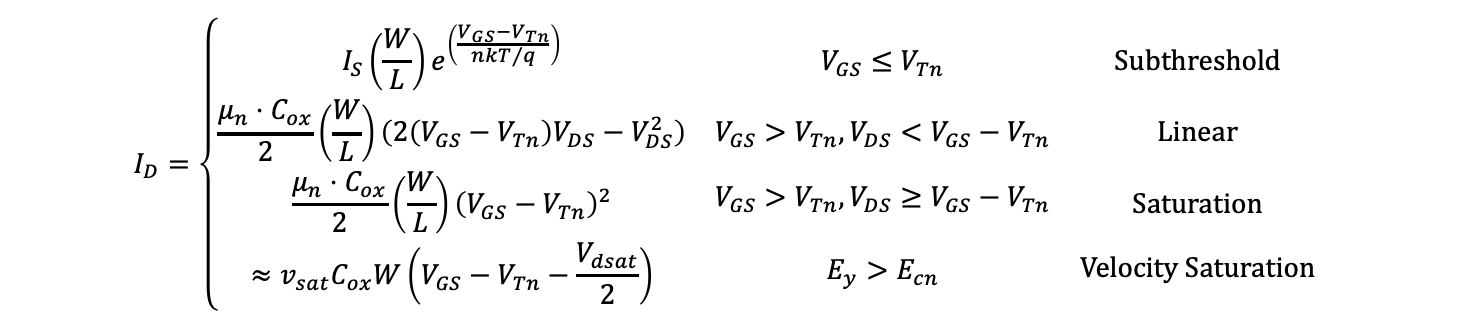 I_S (W/L) e^((V_GS−V_Tn)/(nkT/q)) V_GS ≤ V_Tn Subthreshold
(μ_n · C_ox)/2 (W/L) (2(V_GS − V_Tn)V_DS − V_DS^2) V_GS > V_Tn, V_DS < V_GS − V_Tn Linear
I_D = {
(μ_n · C_ox)/2 (W/L) (V_GS − V_Tn)^2 V_GS > V_Tn, V_DS ≥ V_GS − V_Tn Saturation
≈ v_sat C_ox W (V_GS − V_Tn − V_dsat/2) E_y > E_cn Velocity Saturation